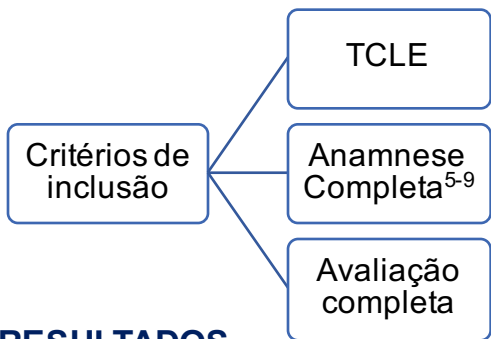 TCLE
Critérios de
inclusão
Anamnese
Completa5-9
Avaliação
completa
RESULTADOS